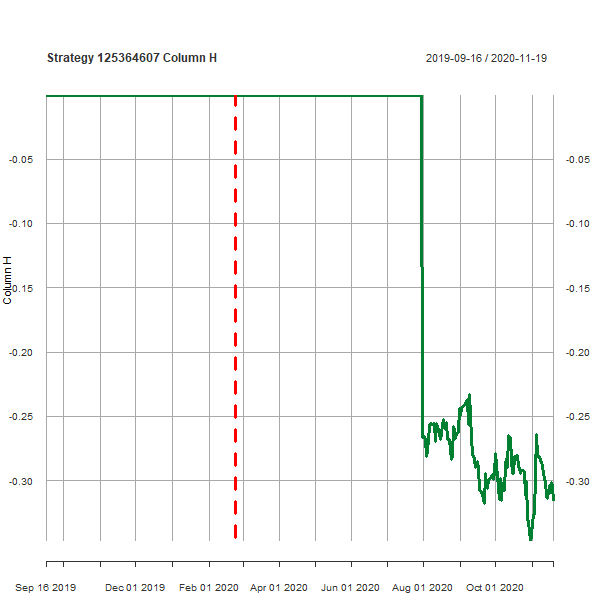 Strategy 125364607 Column H
2019-09-16 / 2020-11-19
Column H
-0.05
-0.10
-0.15
-0.20
-0.25
-0.30
-0.05
-0.10
-0.15
-0.20
-0.25
-0.30
Sep 16 2019
Dec 01 2019
Feb 01 2020
Apr 01 2020
Jun 01 2020
Aug 01 2020
Oct 01 2020